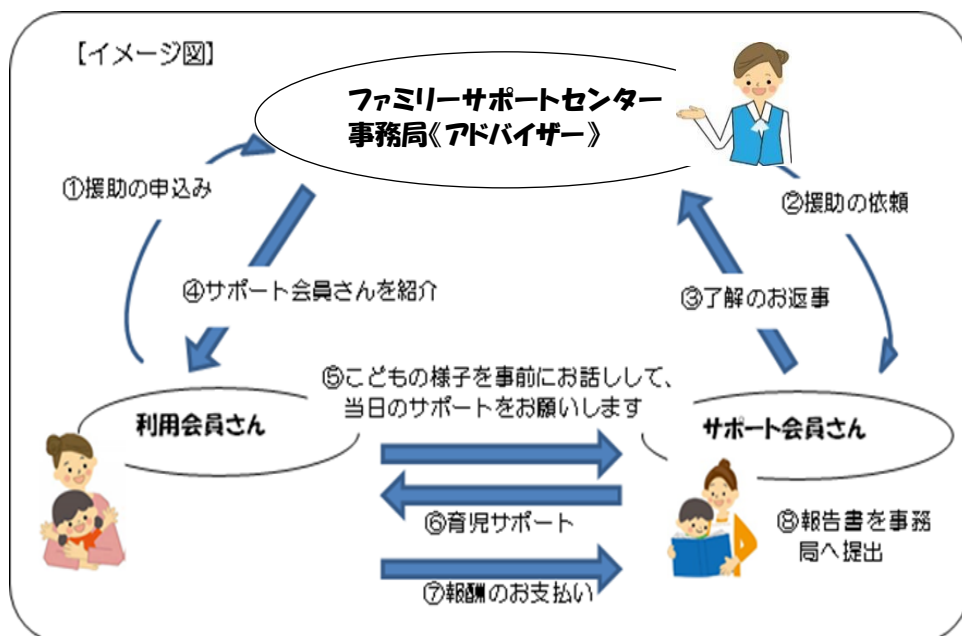 【イメージ図】
ファミリーサポートセンター
事務局《アドバイザー》
①援助の申込み
②援助の依頼
④サポート会員さんを紹介
③了解のお返事
⑤こどもの様子を事前にお話しして、
当日のサポートをお願いします
利用会員さん
サポート会員さん
⑥育児サポート
⑧報告書を事務
局へ提出
⑦報酬のお支払い